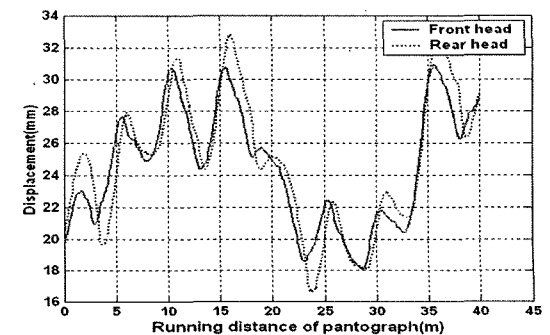 Displacement(mm)
34
32
30
28
26
24
22
20
18
16
Front head
Rear head
0 5 10 15 20 25 30 35 40 45
Running distance of pantograph(m)